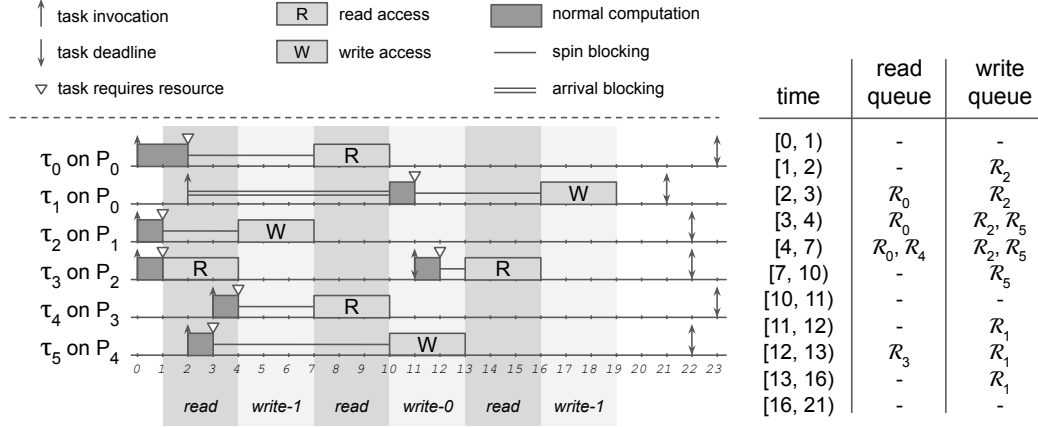 task invocation
R
read access
normal computation
task deadline
W
write access
spin blocking
task requires resource
arrival blocking
τ0 on P0
R
τ1 on P0
W
τ2 on P1
W
τ3 on P2
R
R
τ4 on P3
R
τ5 on P4
W
0 1 2 3 4 5 6 7 8 9 10 11 12 13 14 15 16 17 18 19 20 21 22 23
read write-1 read write-0 read write-1
time read queue write queue
[0, 1) - -
[1, 2) - R2
[2, 3) R0 R2
[3, 4) R0 R2, R5
[4, 7) R0, R4 R2, R5
[7, 10) - R5
[10, 11) - -
[11, 12) - R1
[12, 13) R3 R1
[13, 16) - R1
[16, 21) - -